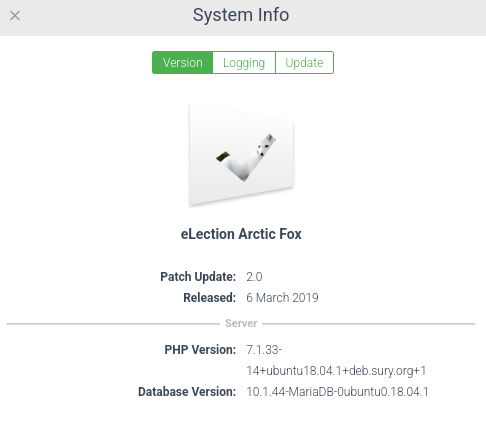 System Info
Version Logging Update
eLection Arctic Fox
Patch Update: 2.0
Released: 6 March 2019
Server
PHP Version: 7.1.33-
14+ubuntu18.04.1+deb.sury.org+1
Database Version: 10.1.44-MariaDB-0ubuntu0.18.04.1